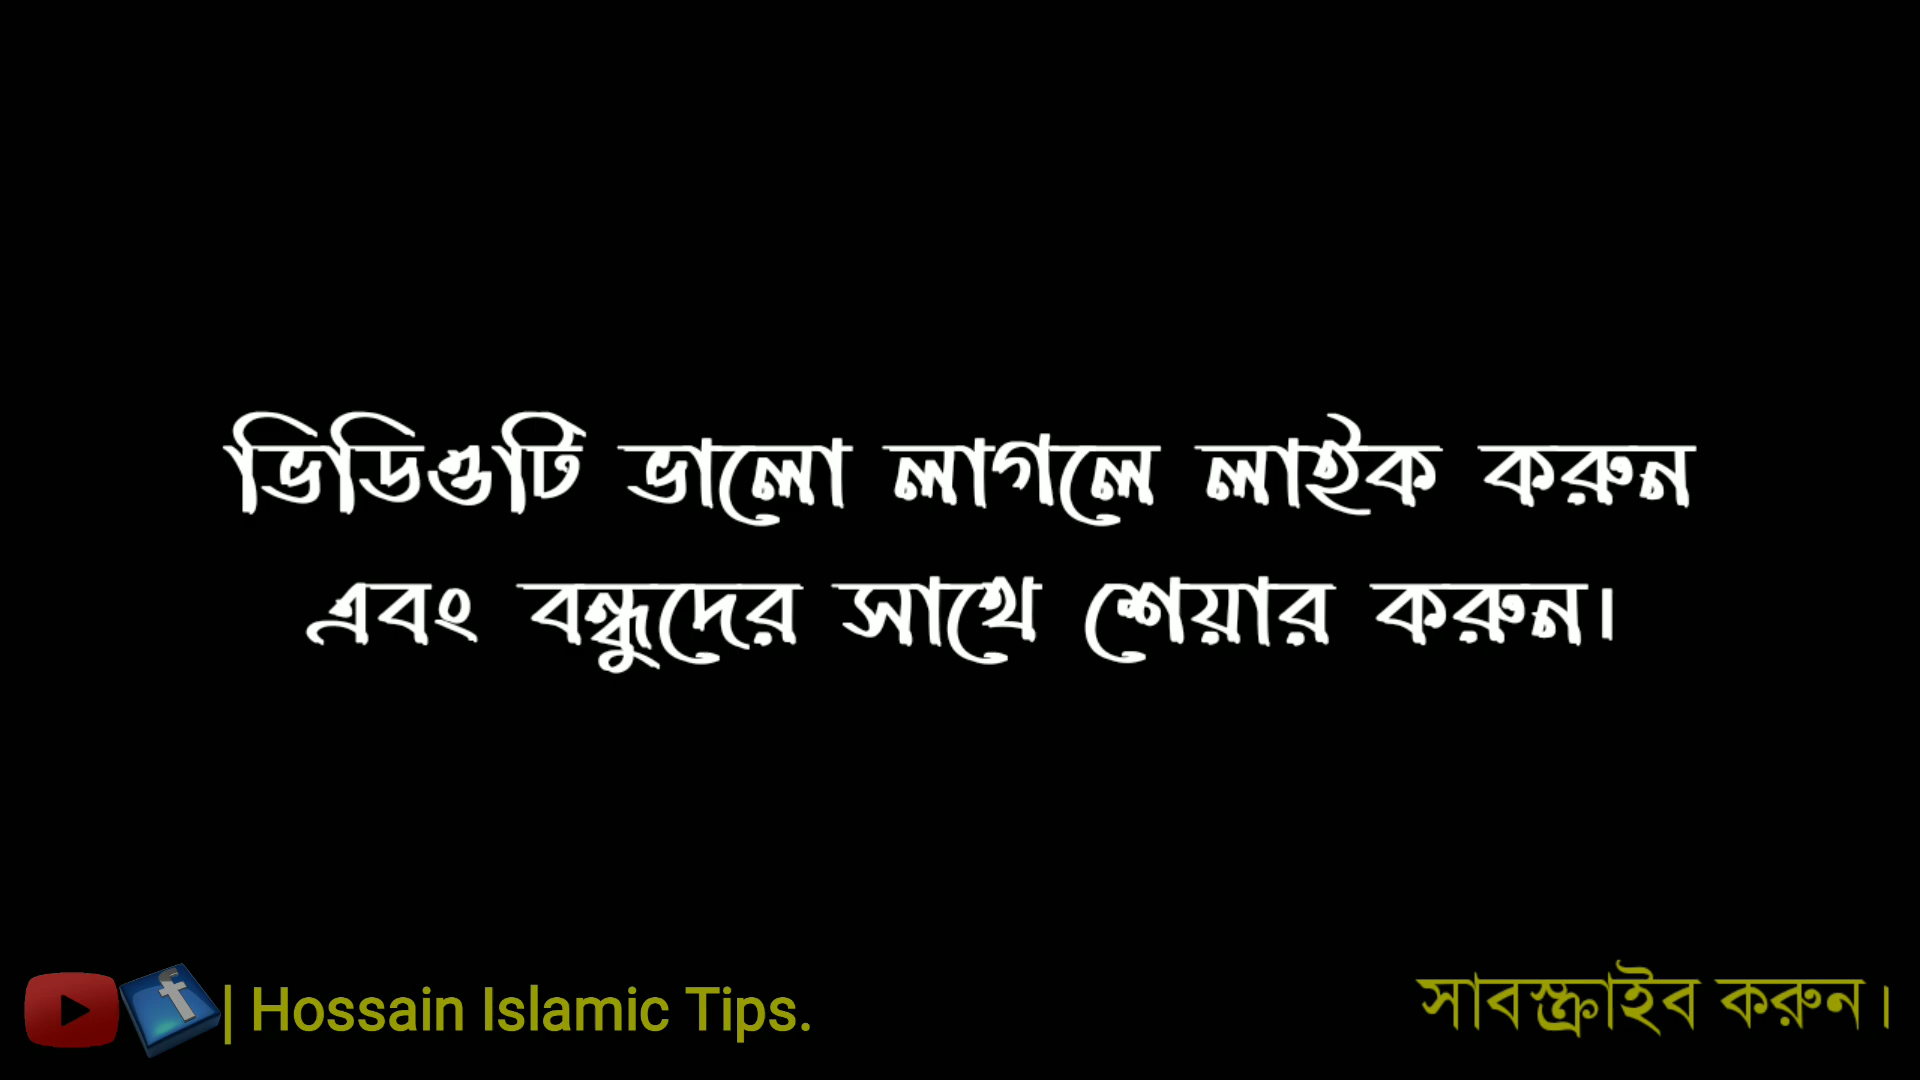 ভিডিওটি ভালো লাগলে লাইক করুন
এবং বন্ধুদের সাথে শেয়ার করুন।
| Hossain Islamic Tips.
সাবস্ক্রাইব করুন।